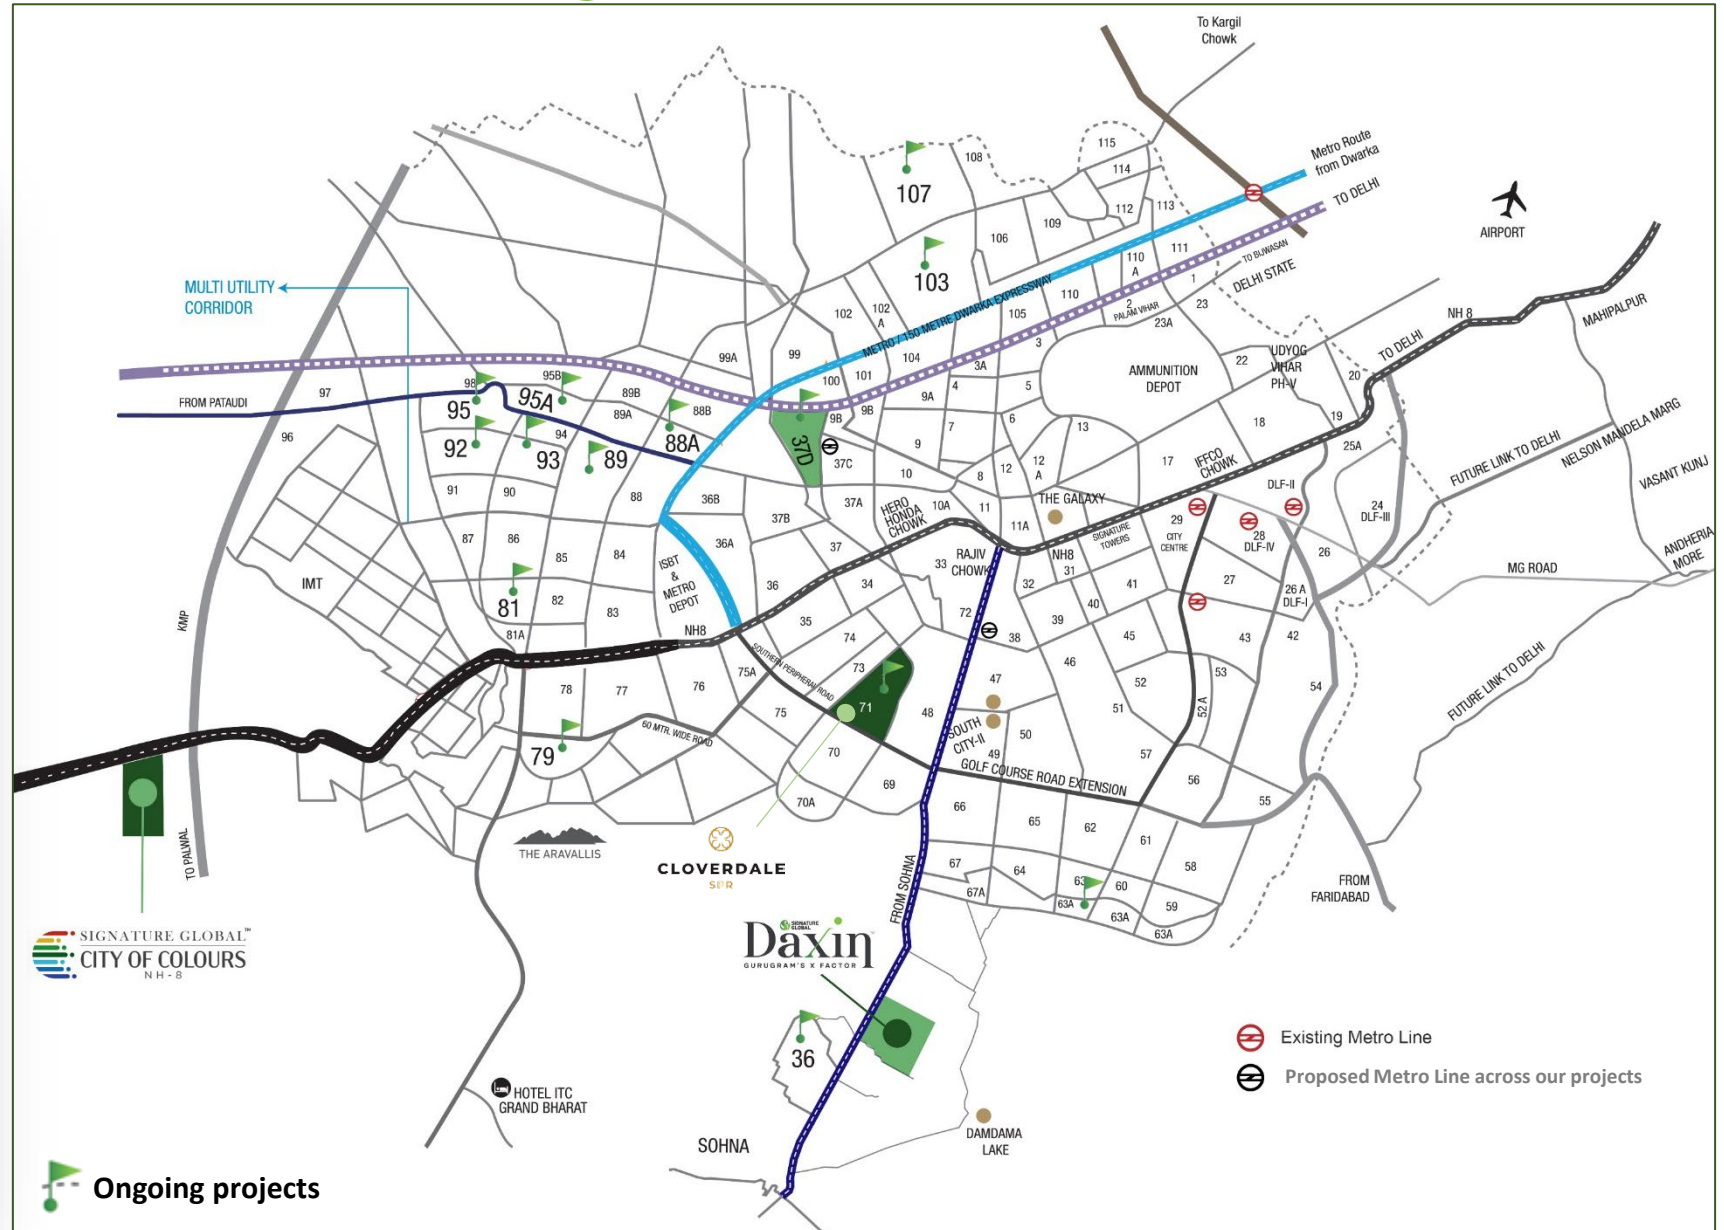 To Kargil
Chowk
Metro Route
from Dwarka
TO DELHI
AIRPORT
115
114
108
107
112
113
109
106
111
TO BIJWASAN
DELHI STATE
103
110
A
1
110
2
PALAM VIHAR
23
23A
MULTI UTILITY
CORRIDOR
102
102
A
METRO / 150 METRE DWARKA EXPRESSWAY
105
3
NH 8
MAHIPALPUR
TO DELHI
99A
99
104
3A
100
101
AMMUNITION
DEPOT
22
UDYOG
VIHAR
PH-V
20
97
98
95B
FROM PATAUDI
95
95A
89B
89A
88B
4
5
9A
9B
9B
6
7
13
18
19
96
92
93
94
89
88A
37D
37C
9
25A
NELSON MANDELA MARG
FUTURE LINK TO DELHI
VASANT KUNJ
91
90
88
36B
37A
10
8
12
12
A
17
IFFCO
CHOWK
DLF-II
37B
HERO
HONDA
CHOWK
10A
11
THE GALAXY
11A
24
DLF-III
87
86
85
84
36A
37
RAJIV
CHOWK
NH8
31
SIGNATURE
TOWERS
29
CITY
CENTRE
28
DLF-IV
26
ANDHERIA
MORE
MG ROAD
IMT
ISBT
&
METRO
DEPOT
36
34
33
32
41
27
26 A
DLF-I
KMP
81
82
83
81A
NH8
35
74
72
38
39
40
45
43
42
SOUTHERN PERIPHERAL ROAD
78
77
76
75A
73
71
48
47
46
52
53
54
79
60 MTR. WIDE ROAD
75
70
SOUTH
CITY-II
49
50
51
52 A
57
FUTURE LINK TO DELHI
GOLF COURSE ROAD EXTENSION
56
55
70A
69
66
65
62
61
58
TO PALWAL
THE ARAVALLIS
CLOVERDALE
SPR
FROM SOHNA
67
64
67A
63
60
63A
63A
59
63A
FROM
FARIDABAD
SIGNATURE GLOBAL™
CITY OF COLOURS
NH-8
SIGNATURE
GLOBAL
Daxin
GURUGRAM'S X FACTOR
36
Existing Metro Line
Proposed Metro Line across our projects
HOTEL ITC
GRAND BHARAT
SOHNA
DAMDAMA
LAKE
Ongoing projects